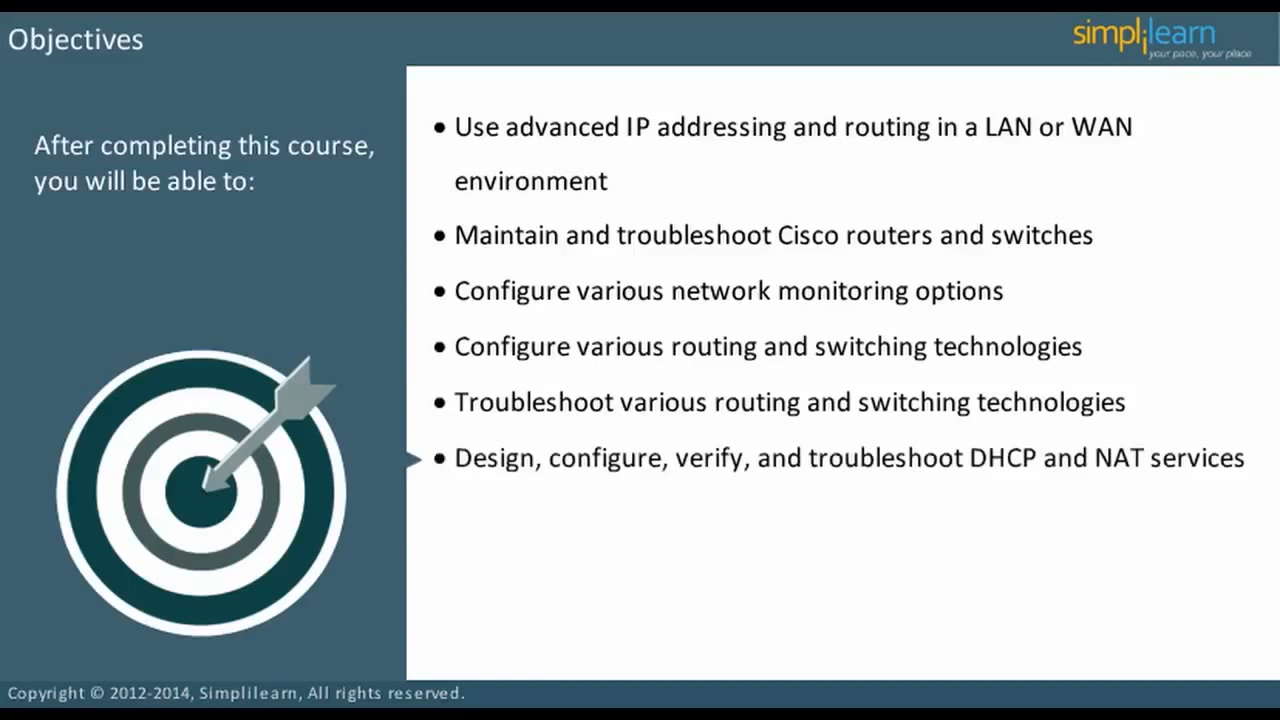 Objectives
simplilearn
your pace, your place
After completing this course,
you will be able to:
• Use advanced IP addressing and routing in a LAN or WAN
environment
• Maintain and troubleshoot Cisco routers and switches
• Configure various network monitoring options
• Configure various routing and switching technologies
• Troubleshoot various routing and switching technologies
• Design, configure, verify, and troubleshoot DHCP and NAT services
Copyright © 2012-2014, Simplilearn, All rights reserved.